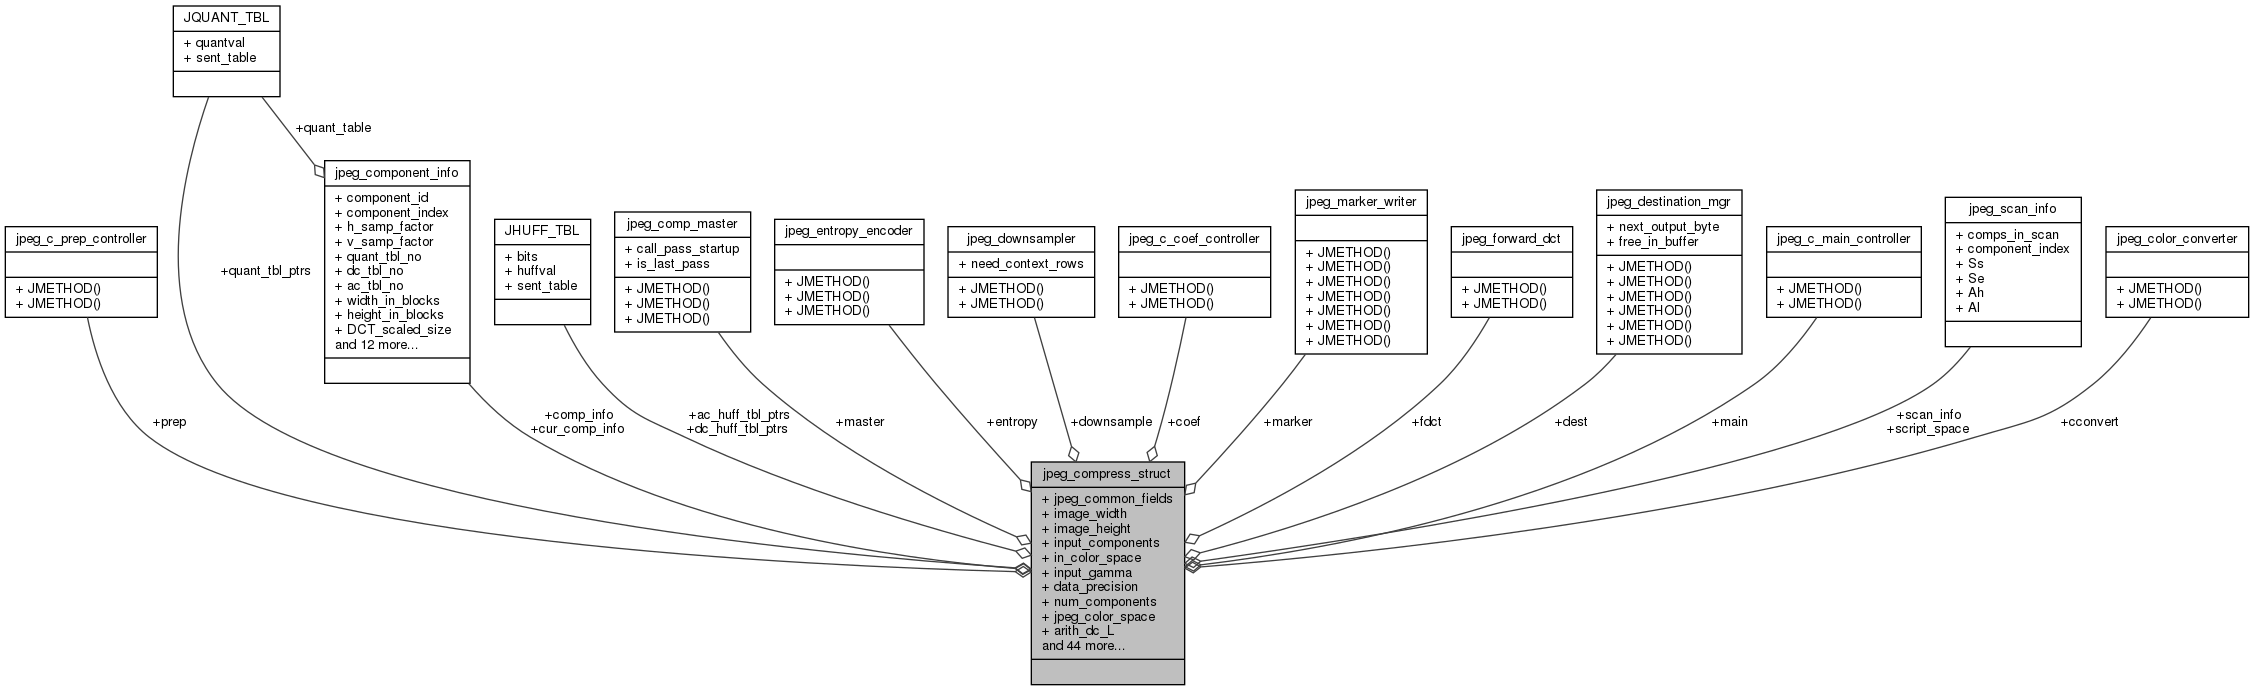 JQUANT_TBL
+ quantval
+ sent_table
+quant_table
jpeg_component_info
+ component_id
+ component_index
+ h_samp_factor
+ v_samp_factor
+ quant_tbl_no
+ dc_tbl_no
+ ac_tbl_no
+ width_in_blocks
+ height_in_blocks
+ DCT_scaled_size
and 12 more...
jpeg_c_prep_controller
+ JMETHOD()
+ JMETHOD()
+quant_tbl_ptrs
JHUFF_TBL
+ bits
+ huffval
+ sent_table
jpeg_comp_master
+ call_pass_startup
+ is_last_pass
+ JMETHOD()
+ JMETHOD()
+ JMETHOD()
jpeg_entropy_encoder
+ JMETHOD()
+ JMETHOD()
+ JMETHOD()
jpeg_downsampler
+ need_context_rows
+ JMETHOD()
+ JMETHOD()
jpeg_c_coef_controller
+ JMETHOD()
+ JMETHOD()
jpeg_marker_writer
+ JMETHOD()
+ JMETHOD()
+ JMETHOD()
+ JMETHOD()
+ JMETHOD()
+ JMETHOD()
+ JMETHOD()
jpeg_forward_dct
+ JMETHOD()
+ JMETHOD()
jpeg_destination_mgr
+ next_output_byte
+ free_in_buffer
+ JMETHOD()
+ JMETHOD()
+ JMETHOD()
+ JMETHOD()
+ JMETHOD()
+ JMETHOD()
jpeg_c_main_controller
+ JMETHOD()
+ JMETHOD()
jpeg_scan_info
+ comps_in_scan
+ component_index
+ Ss
+ Se
+ Ah
+ Al
jpeg_color_converter
+ JMETHOD()
+ JMETHOD()
+prep
+comp_info
+cur_comp_info
+ac_huff_tbl_ptrs
+dc_huff_tbl_ptrs
+master
+entropy
+downsample
+coef
+marker
+fdct
+dest
+main
+scan_info
+script_space
+cconvert
jpeg_compress_struct
+ jpeg_common_fields
+ image_width
+ image_height
+ input_components
+ in_color_space
+ input_gamma
+ data_precision
+ num_components
+ jpeg_color_space
+ arith_dc_L
and 44 more...